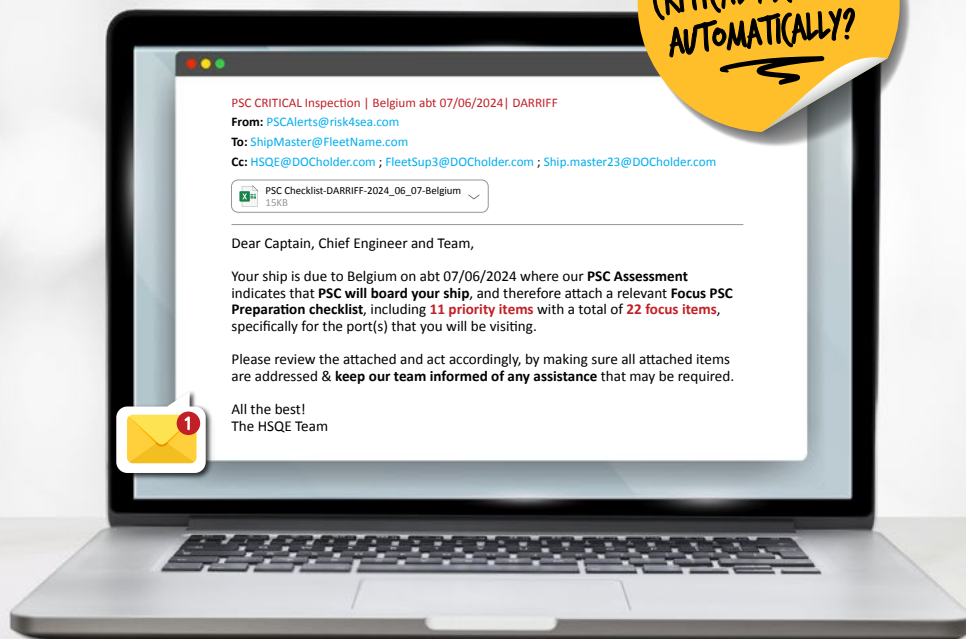 AUTOMATICALLY?
PSC CRITICAL Inspection | Belgium abt 07/06/2024| DARRIFF
From: PSCAlerts@risk4sea.com
To: ShipMaster@FleetName.com
Cc: HSQE@DOCholder.com ; FleetSup3@DOCholder.com ; Ship.master23@DOCholder.com
PSC Checklist-DARRIFF-2024_06_07-Belgium
15KB
Dear Captain, Chief Engineer and Team,
Your ship is due to Belgium on abt 07/06/2024 where our PSC Assessment
indicates that PSC will board your ship, and therefore attach a relevant Focus PSC
Preparation checklist, including 11 priority items with a total of 22 focus items,
specifically for the port(s) that you will be visiting.
Please review the attached and act accordingly, by making sure all attached items
are addressed & keep our team informed of any assistance that may be required.
All the best!
The HSQE Team
1